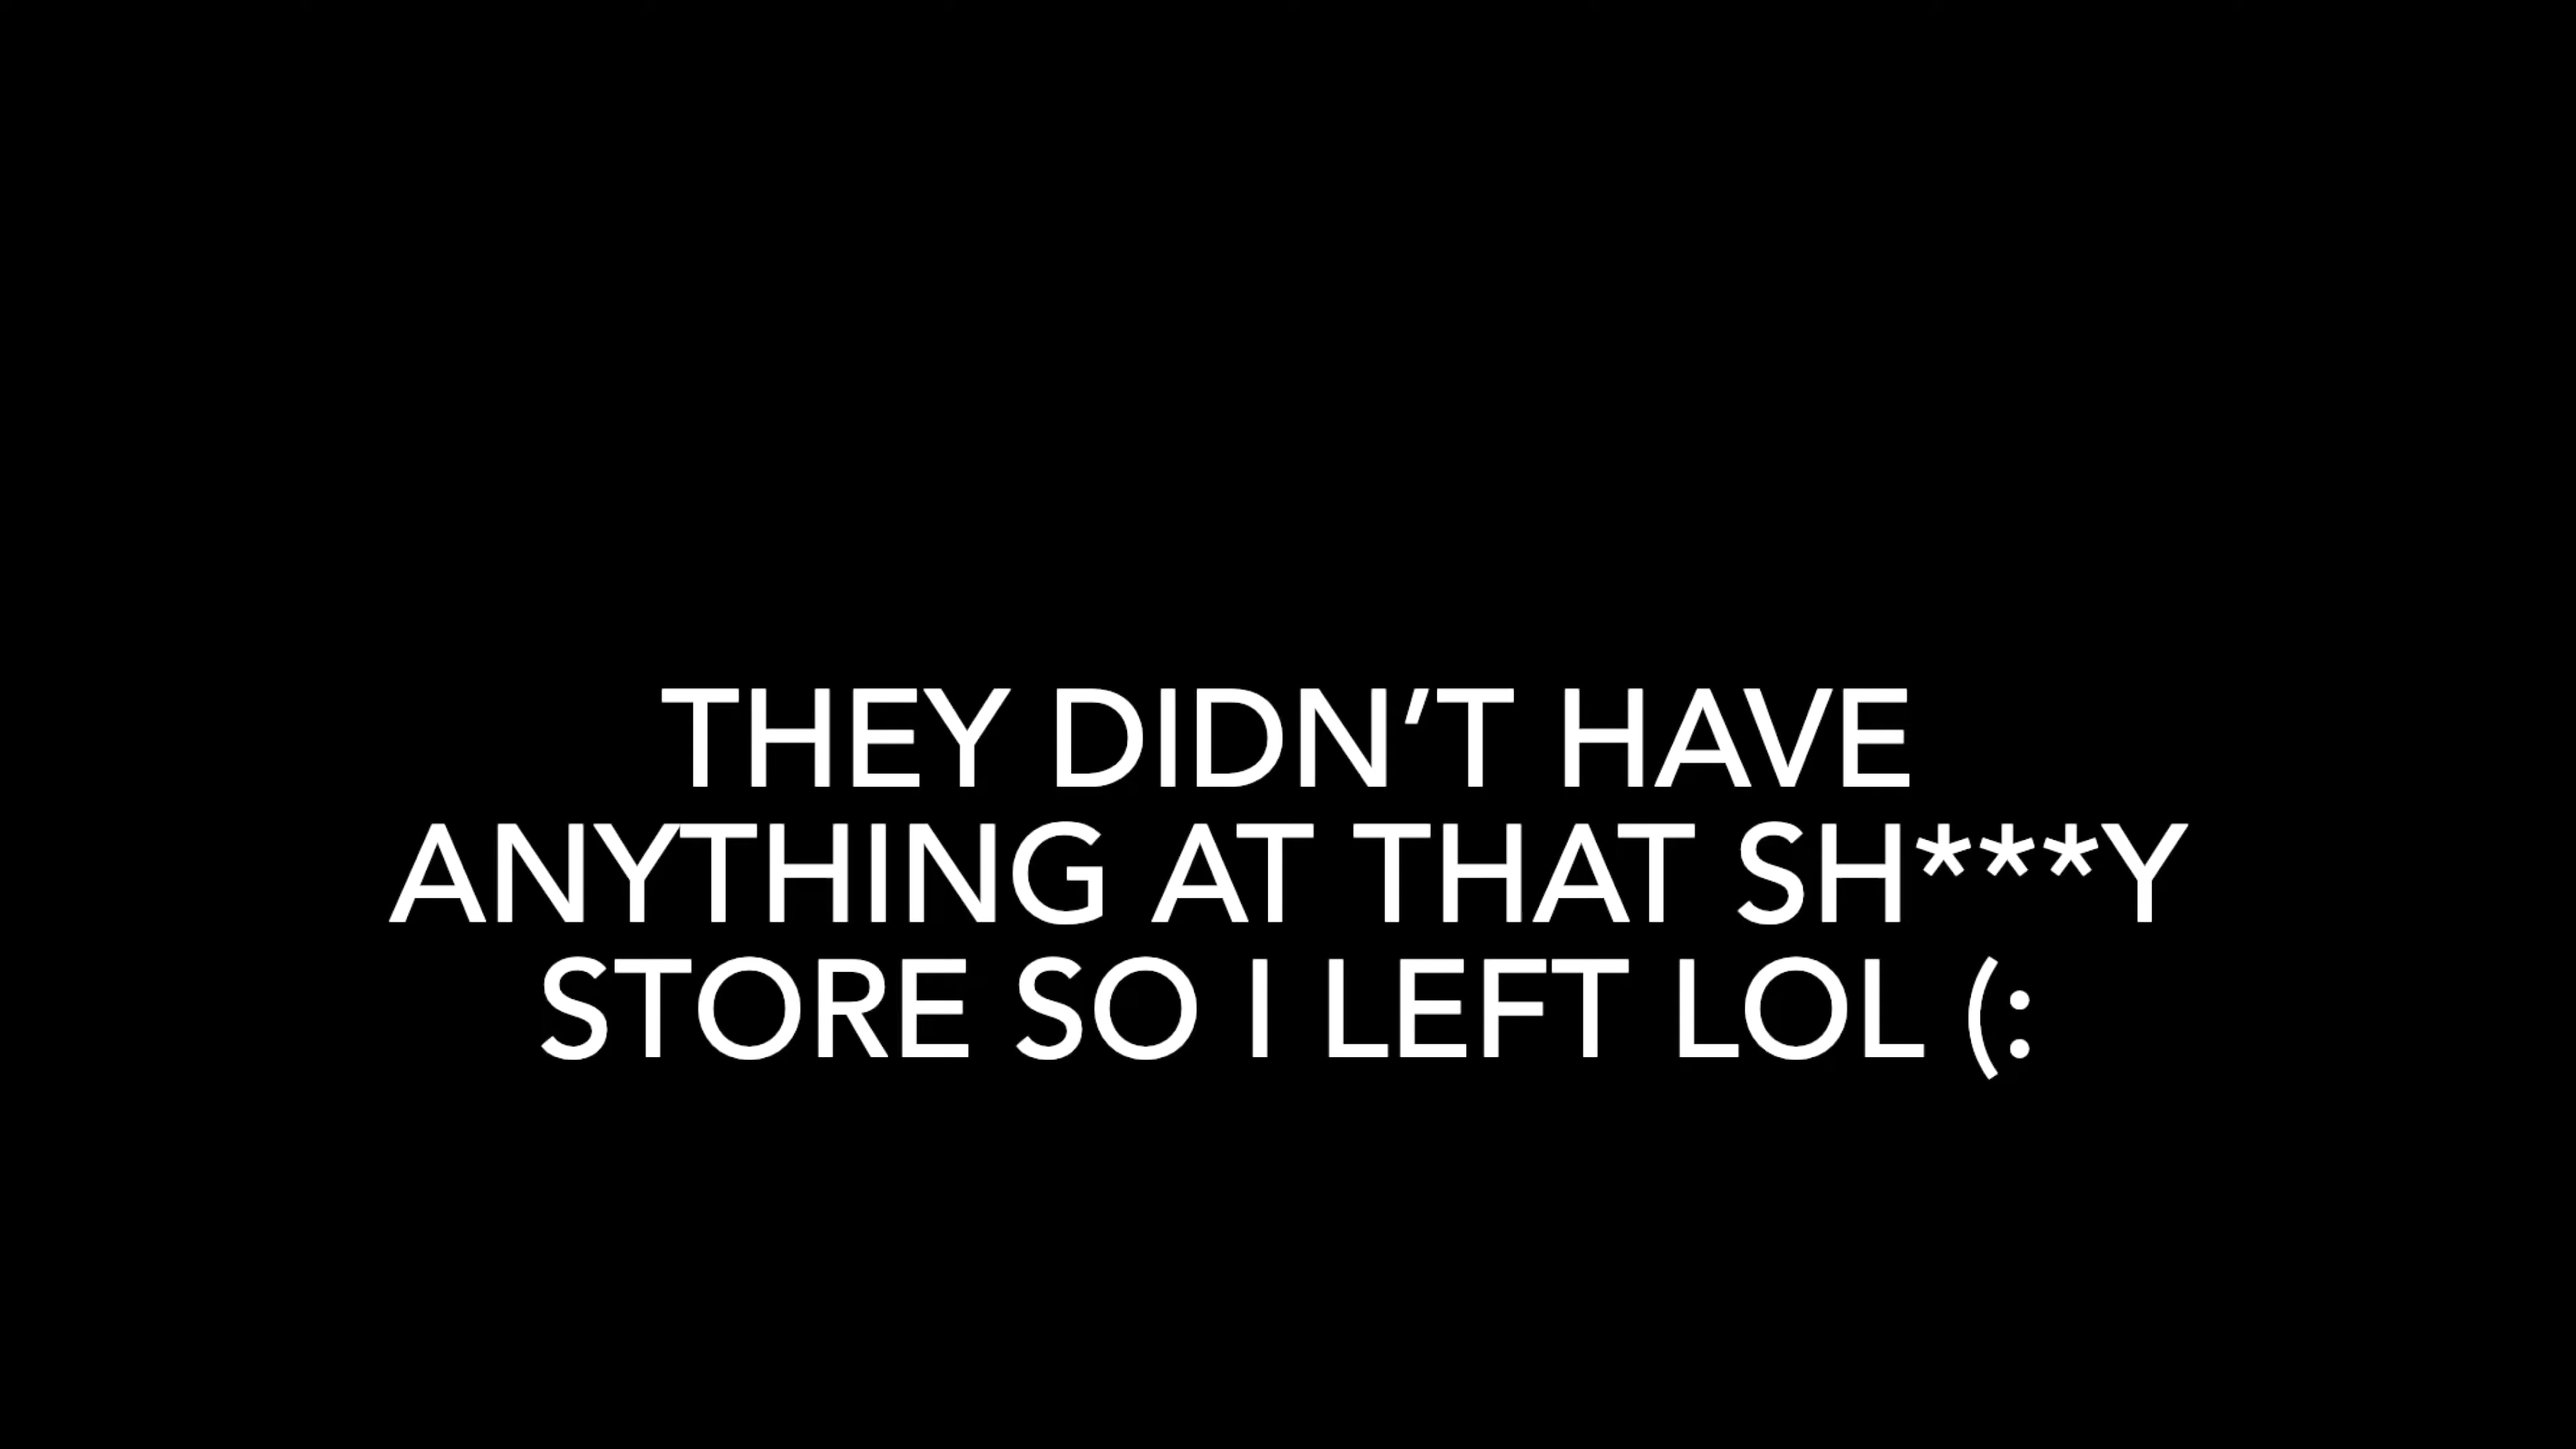 THEY DIDN’T HAVE
ANYTHING AT THAT SH***Y
STORE SO I LEFT LOL (: